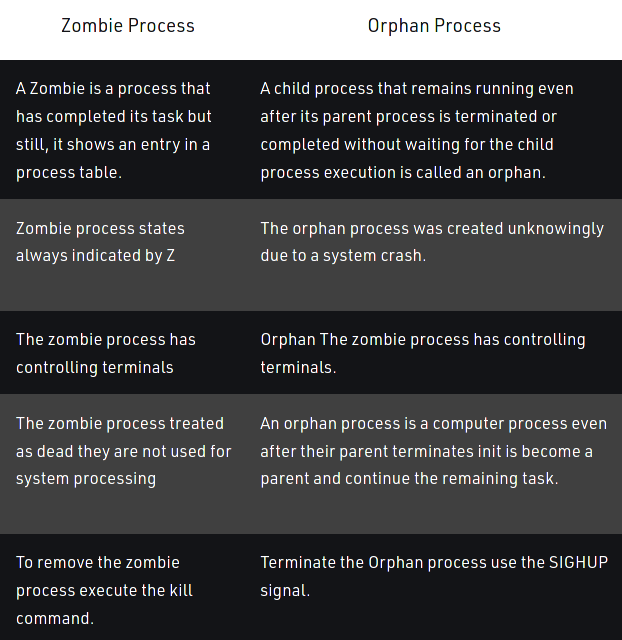 Zombie Process
Orphan Process
A Zombie is a process that
has completed its task but
still, it shows an entry in a
process table.
A child process that remains running even
after its parent process is terminated or
completed without waiting for the child
process execution is called an orphan.
Zombie process states
always indicated by Z
The orphan process was created unknowingly
due to a system crash.
The zombie process has
controlling terminals
Orphan The zombie process has controlling
terminals.
The zombie process treated
as dead they are not used for
system processing
An orphan process is a computer process even
after their parent terminates init is become a
parent and continue the remaining task.
To remove the zombie
process execute the kill
command.
Terminate the Orphan process use the SIGHUP
signal.